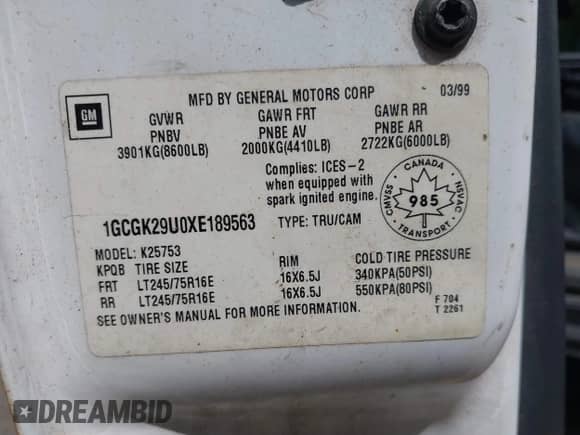 MFD BY GENERAL MOTORS CORP 03/99
GM
GVWR GAWR FRT GAWR RR
PNBV PNBE AV PNBE AR
3901KG(8600LB) 2000KG(4410LB) 2722KG(6000LB)
Complies: ICES-2
when equipped with
spark ignited engine.
CANADA
CMVSS 985 NSVAC
TRANSPORT
1GCGK29U0XE189563 TYPE: TRU/CAM
MODEL: K25753
KPQB TIRE SIZE RIM COLD TIRE PRESSURE
FRT LT245/75R16E 16X6.5J 340KPA(50PSI)
RR LT245/75R16E 16X6.5J 550KPA(80PSI)
SEE OWNER'S MANUAL FOR MORE INFORMATION.
F 704
T 2261
DREAMBID